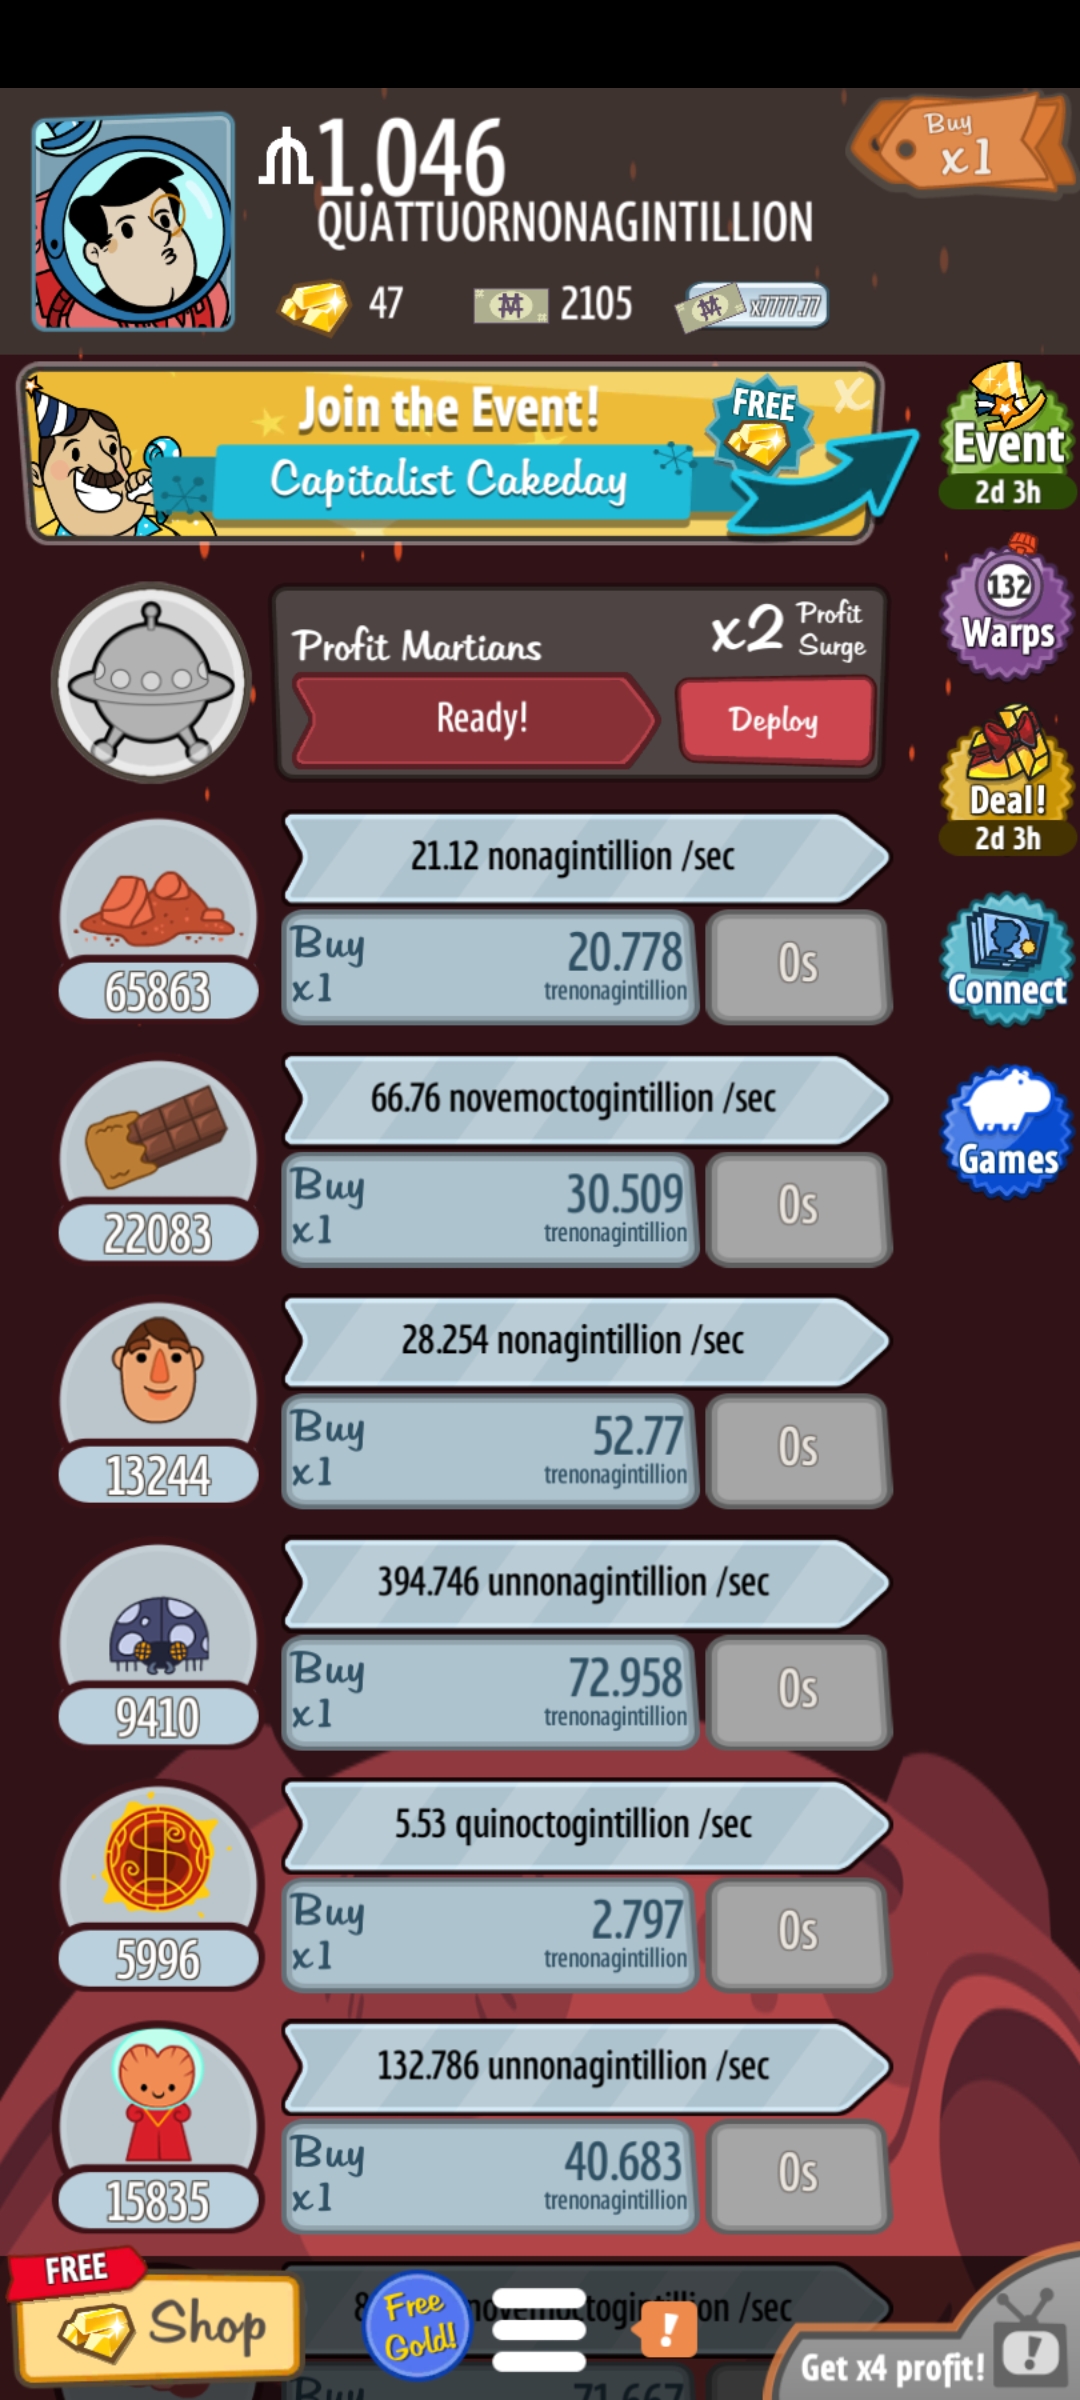 1.046
QUATTUORNONAGINTILLION
Buy
x1
47
2105
x7777.77
Join the Event!
Capitalist Cakeday
FREE
x
Event
2d 3h
132
Warps
Deal!
2d 3h
Connect
Games
Profit Martians
x2 Profit Surge
Ready!
Deploy
21.12 nonagintillion /sec
65863
Buy x1
20.778
trenonagintillion
0s
66.76 novemoctogintillion /sec
22083
Buy x1
30.509
trenonagintillion
0s
28.254 nonagintillion /sec
13244
Buy x1
52.77
trenonagintillion
0s
394.746 unnonagintillion /sec
9410
Buy x1
72.958
trenonagintillion
0s
5.53 quinoctogintillion /sec
5996
Buy x1
2.797
trenonagintillion
0s
132.786 unnonagintillion /sec
15835
Buy x1
40.683
trenonagintillion
0s
FREE
Shop
Free Gold!
!
/sec
Buy
71.667
Get x4 profit!
!